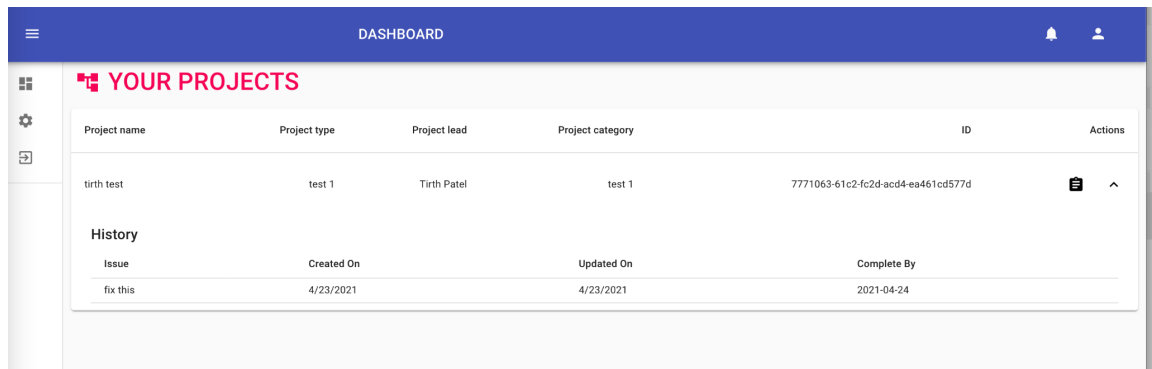 DASHBOARD
YOUR PROJECTS
Project name Project type Project lead Project category ID Actions
tirth test test 1 Tirth Patel test 1 7771063-61c2-fc2d-acd4-ea461cd577d
History
Issue Created On Updated On Complete By
fix this 4/23/2021 4/23/2021 2021-04-24